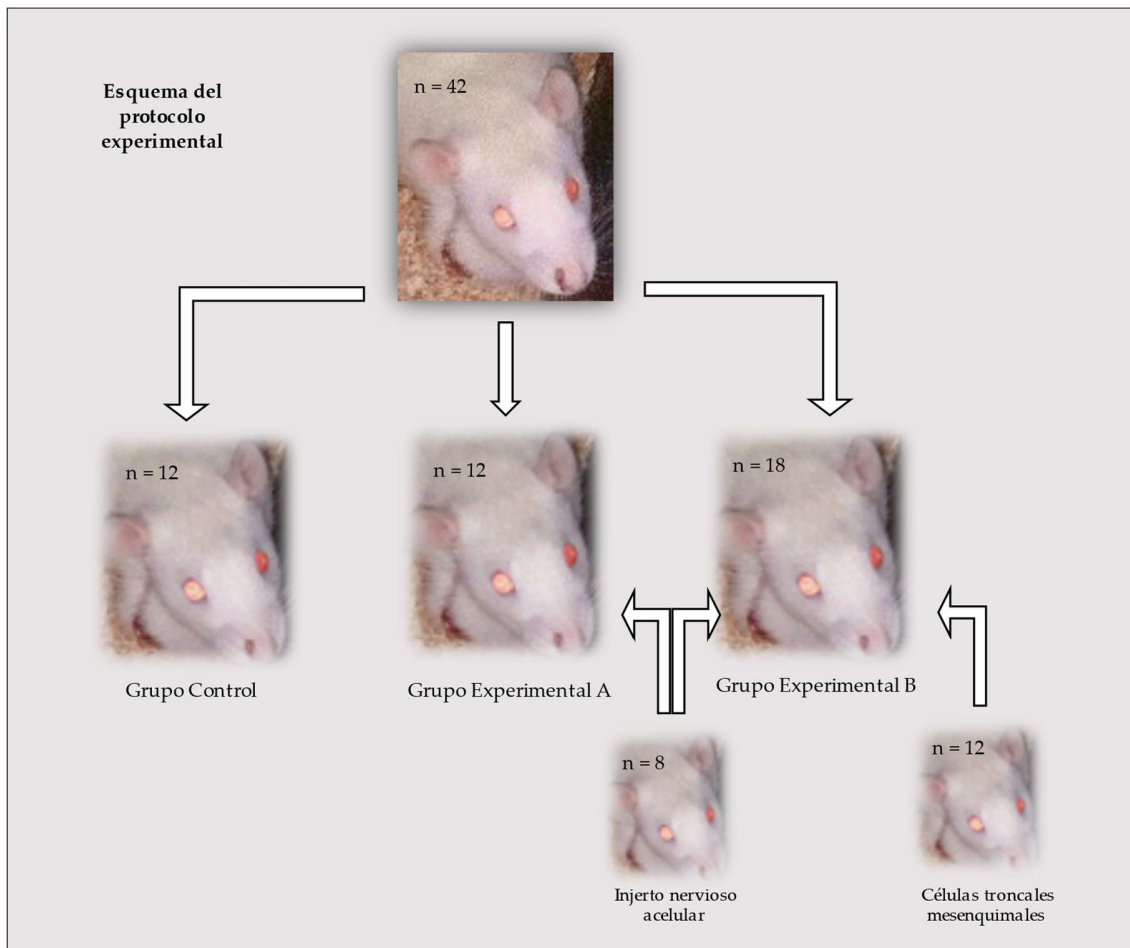 Esquema del
protocolo
experimental
n = 42
n = 12
n = 12
n = 18
Grupo Control
Grupo Experimental A
Grupo Experimental B
n = 8
n = 12
Injerto nervioso
acelular
Células troncales
mesenquimales